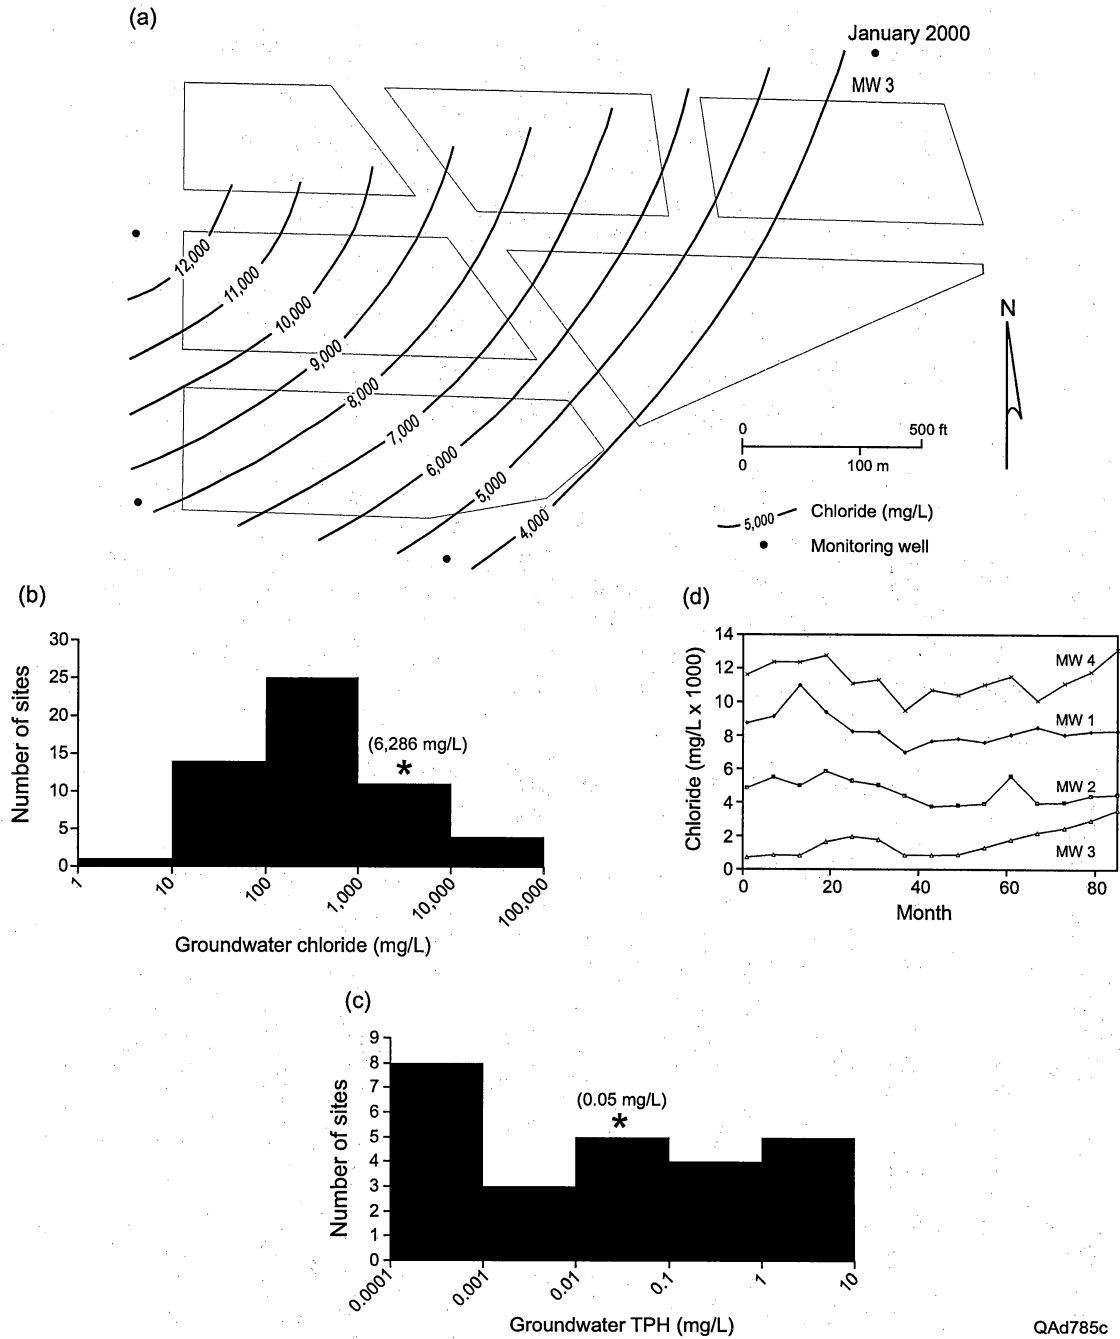 (a)
January 2000
MW 3
12,000
11,000
10,000
9,000
8,000
7,000
6,000
5,000
4,000
N
0 500 ft
0 100 m
5,000 Chloride (mg/L)
Monitoring well
(b)
Number of sites
30
25
20
15
10
5
0
(6,286 mg/L)
*
1 10 100 1,000 10,000 100,000
Groundwater chloride (mg/L)
(d)
Chloride (mg/L x 1000)
14
12
10
8
6
4
2
0
MW 4
MW 1
MW 2
MW 3
0 20 40 60 80
Month
(c)
Number of sites
9
8
7
6
5
4
3
2
1
0
(0.05 mg/L)
*
0.0001 0.001 0.01 0.1 1 10
Groundwater TPH (mg/L)
QAd785c